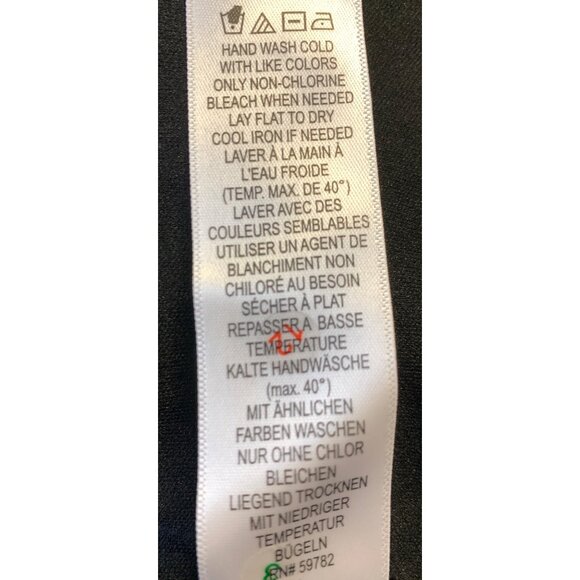 HAND WASH COLD
WITH LIKE COLORS
ONLY NON-CHLORINE
BLEACH WHEN NEEDED
LAY FLAT TO DRY
COOL IRON IF NEEDED
LAVER À LA MAIN À
L'EAU FROIDE
(TEMP. MAX. DE 40°)
LAVER AVEC DES
COULEURS SEMBLABLES
UTILISER UN AGENT DE
BLANCHIMENT NON
CHLORÉ AU BESOIN
SÉCHER À PLAT
REPASSER A BASSE
TEMPERATURE
KALTE HANDWÄSCHE
(max. 40°)
MIT ÄHNLICHEN
FARBEN WASCHEN
NUR OHNE CHLOR
BLEICHEN
LIEGEND TROCKNEN
MIT NIEDRIGER
TEMPERATUR
BÜGELN
RN# 59782